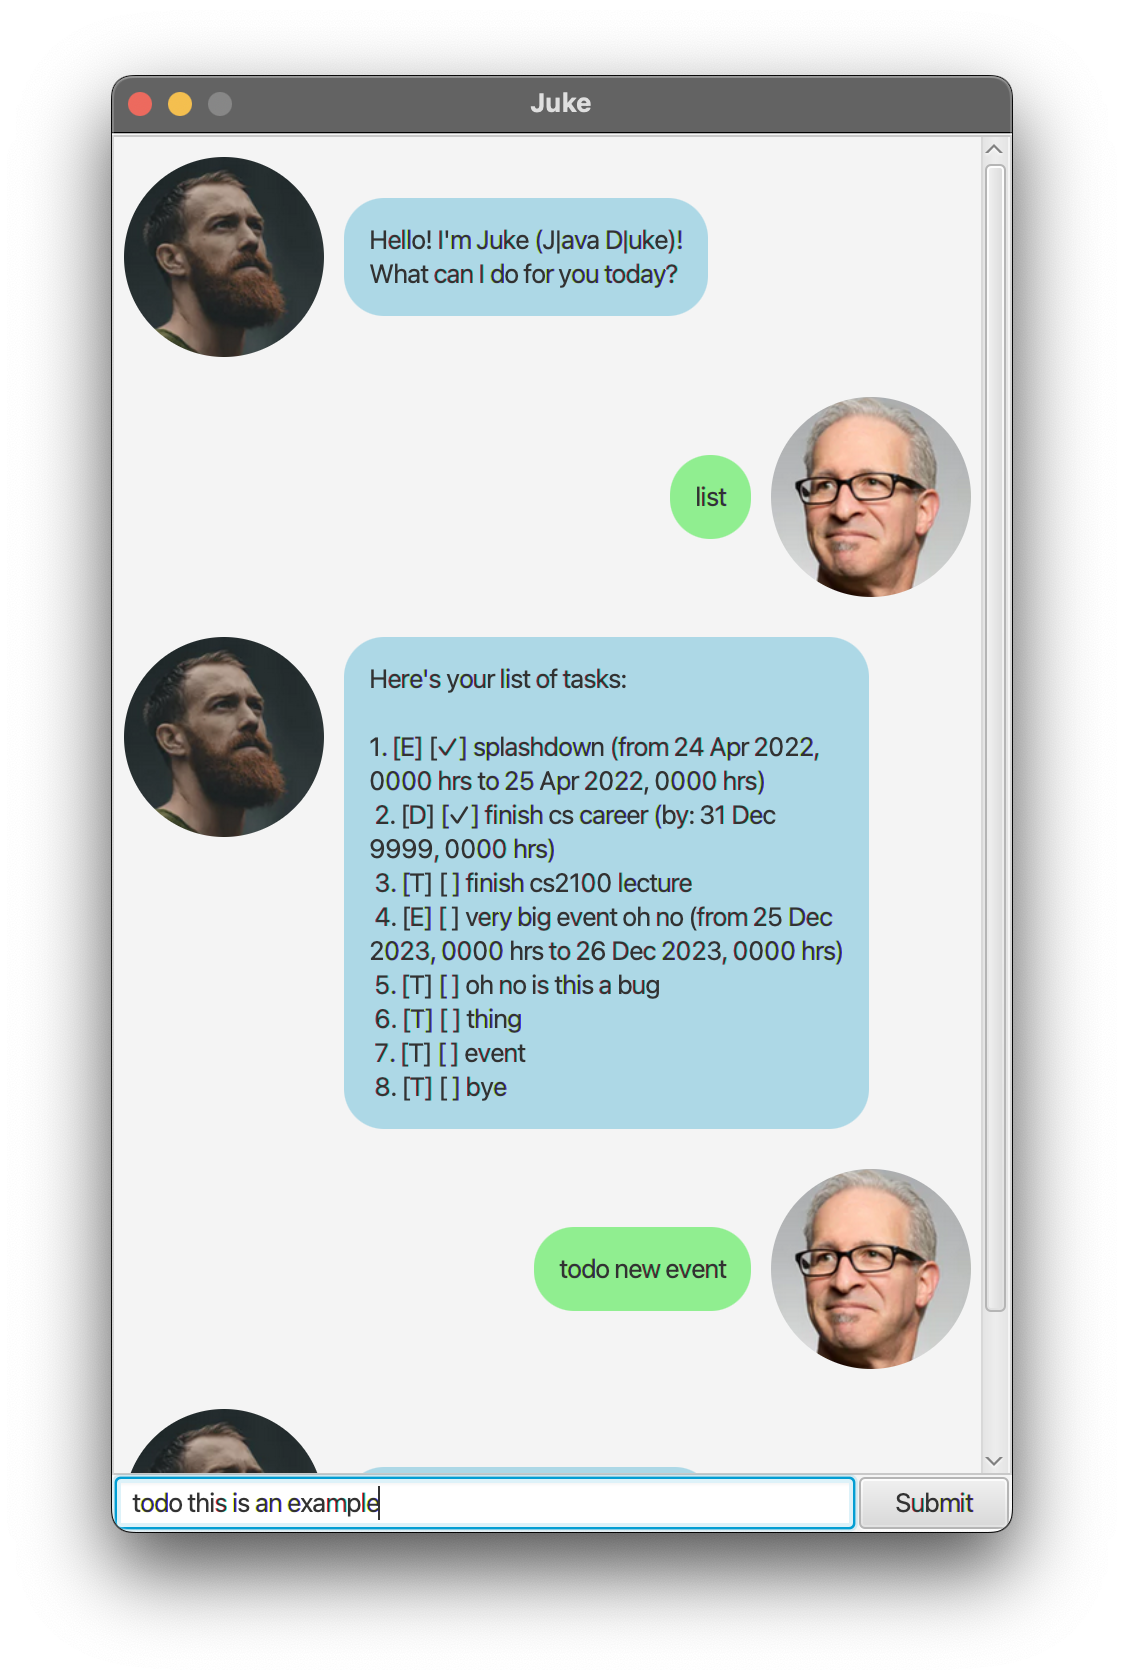 Juke
Hello! I'm Juke (J|ava D|uke)!
What can I do for you today?
list
Here's your list of tasks:
1. [E] [✓] splashdown (from 24 Apr 2022,
0000 hrs to 25 Apr 2022, 0000 hrs)
2. [D] [✓] finish cs career (by: 31 Dec
9999, 0000 hrs)
3. [T] [ ] finish cs2100 lecture
4. [E] [ ] very big event oh no (from 25 Dec
2023, 0000 hrs to 26 Dec 2023, 0000 hrs)
5. [T] [ ] oh no is this a bug
6. [T] [ ] thing
7. [T] [ ] event
8. [T] [ ] bye
todo new event
todo this is an example
Submit